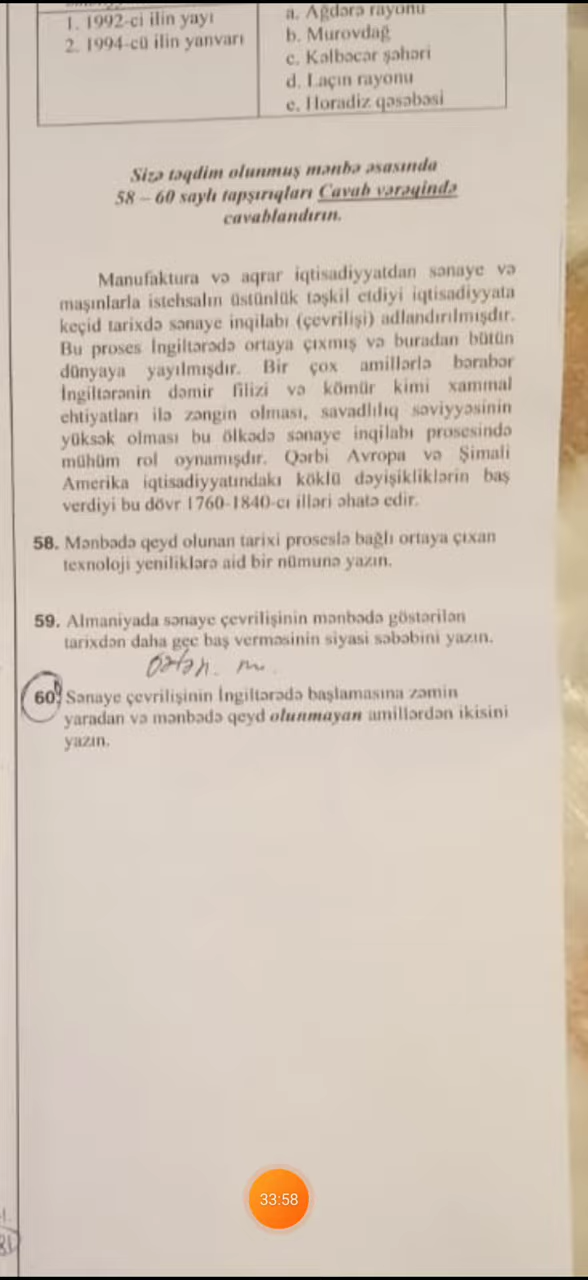 1. 1992-ci ilin yayı
2. 1994-cü ilin yanvarı
a. Ağdərə rayonu
b. Murovdağ
c. Kəlbəcər şəhəri
d. Laçın rayonu
e. Horadiz qəsəbəsi
Sizə təqdim olunmuş mənbə əsasında
58 – 60 saylı tapşırıqları Cavab vərəqində
cavablandırın.
Manufaktura və aqrar iqtisadiyyatdan sənaye və
maşınlarla istehsalın üstünlük təşkil etdiyi iqtisadiyyata
keçid tarixdə sənaye inqilabı (çevrilişi) adlandırılmışdır.
Bu proses İngiltərədə ortaya çıxmış və buradan bütün
dünyaya yayılmışdır. Bir çox amillərlə bərabər
İngiltərənin dəmir filizi və kömür kimi xammal
ehtiyatları ilə zəngin olması, savadlılıq səviyyəsinin
yüksək olması bu ölkədə sənaye inqilabı prosesində
mühüm rol oynamışdır. Qərbi Avropa və Şimali
Amerika iqtisadiyyatındakı köklü dəyişikliklərin baş
verdiyi bu dövr 1760-1840-cı illəri əhatə edir.
58. Mənbədə qeyd olunan tarixi proseslə bağlı ortaya çıxan
texnoloji yeniliklərə aid bir nümunə yazın.
59. Almaniyada sənaye çevrilişinin mənbədə göstərilən
tarixdən daha gec baş verməsinin siyasi səbəbini yazın.
60. Sənaye çevrilişinin İngiltərədə başlamasına zəmin
yaradan və mənbədə qeyd olunmayan amillərdən ikisini
yazın.
33:58